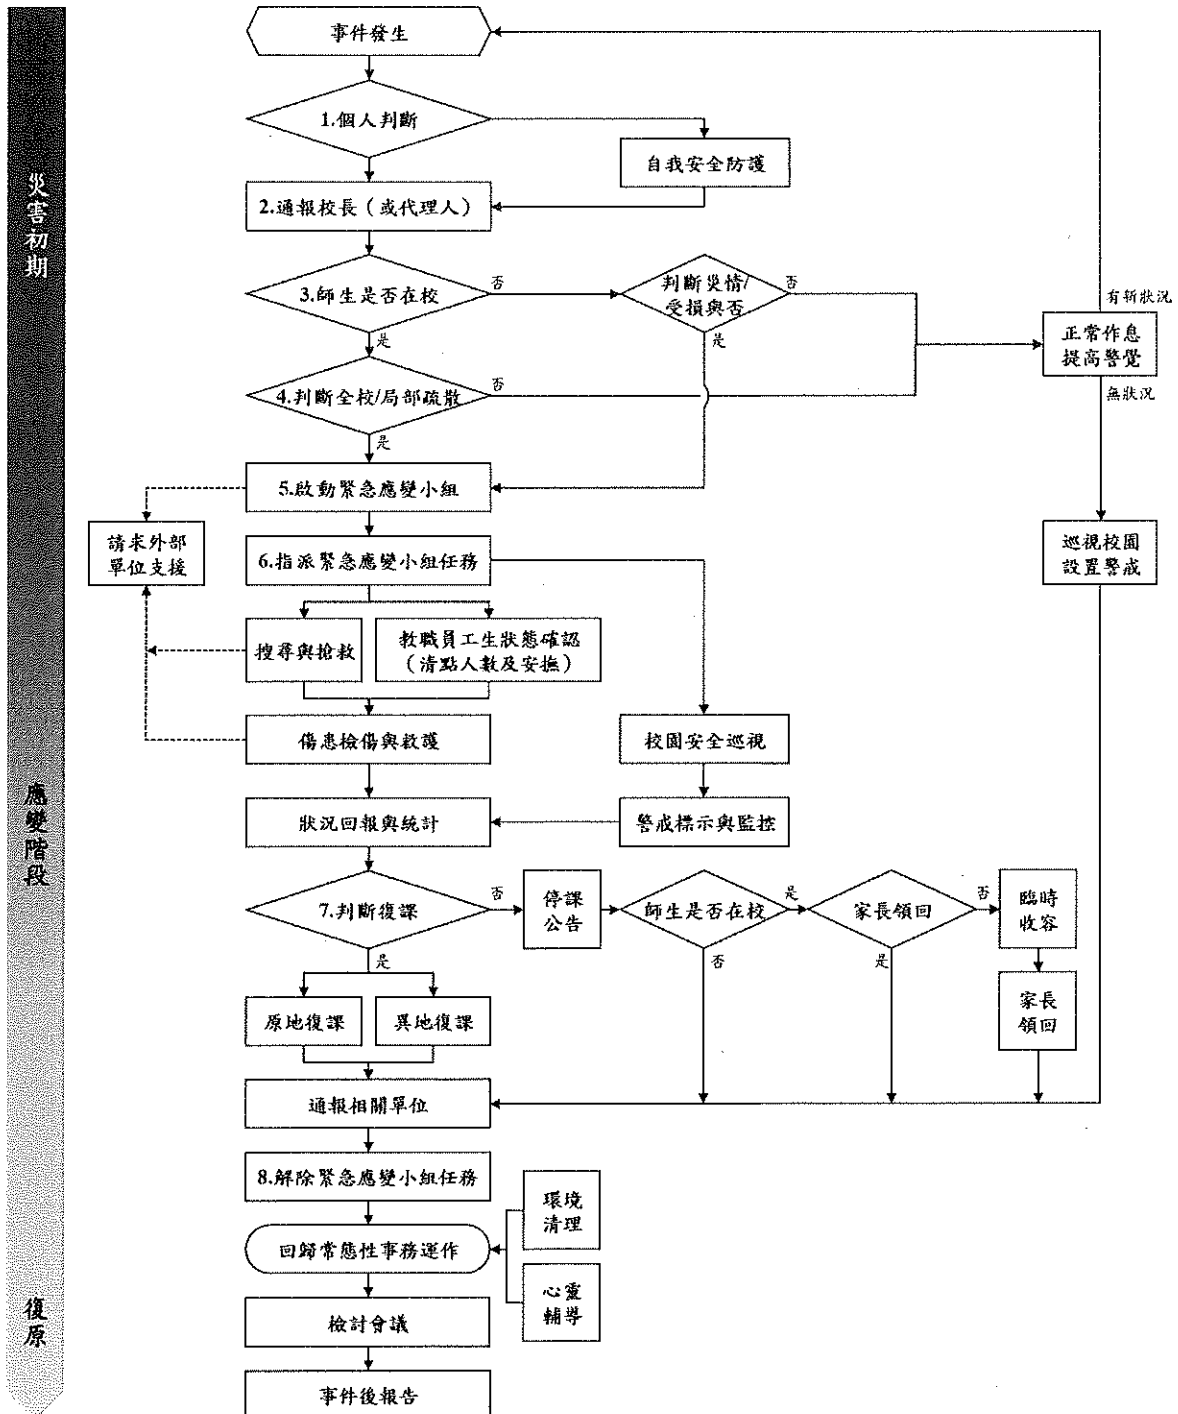 災害初期
應變階段
復原
事件發生
1.個人判斷
自我安全防護
2.通報校長（或代理人）
3.師生是否在校
否
是
判斷災情/
受損與否
否
是
有新狀況
正常作息
提高警覺
無狀況
4.判斷全校/局部疏散
否
是
5.啟動緊急應變小組
請求外部
單位支援
6.指派緊急應變小組任務
巡視校園
設置警戒
搜尋與搶救
教職員工生狀態確認
（清點人數及安撫）
傷患檢傷與救護
校園安全巡視
狀況回報與統計
警戒標示與監控
7.判斷復課
否
是
停課
公告
師生是否在校
是
否
家長領回
否
是
臨時
收容
家長
領回
原地復課
異地復課
通報相關單位
8.解除緊急應變小組任務
環境
清理
回歸常態性事務運作
心靈
輔導
檢討會議
事件後報告